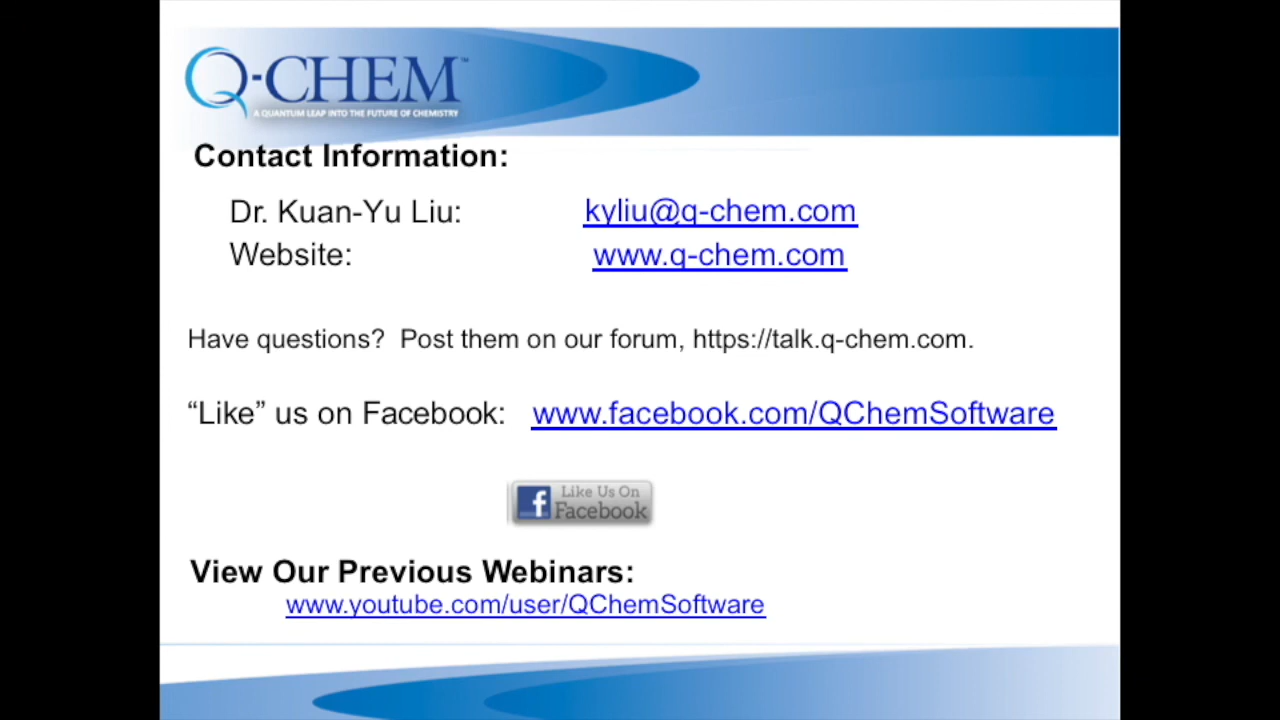 Q-CHEM™
A QUANTUM LEAP INTO THE FUTURE OF CHEMISTRY
Contact Information:
Dr. Kuan-Yu Liu: kyliu@q-chem.com
Website: www.q-chem.com
Have questions? Post them on our forum, https://talk.q-chem.com.
“Like” us on Facebook: www.facebook.com/QChemSoftware
f Like Us On
Facebook
View Our Previous Webinars:
www.youtube.com/user/QChemSoftware